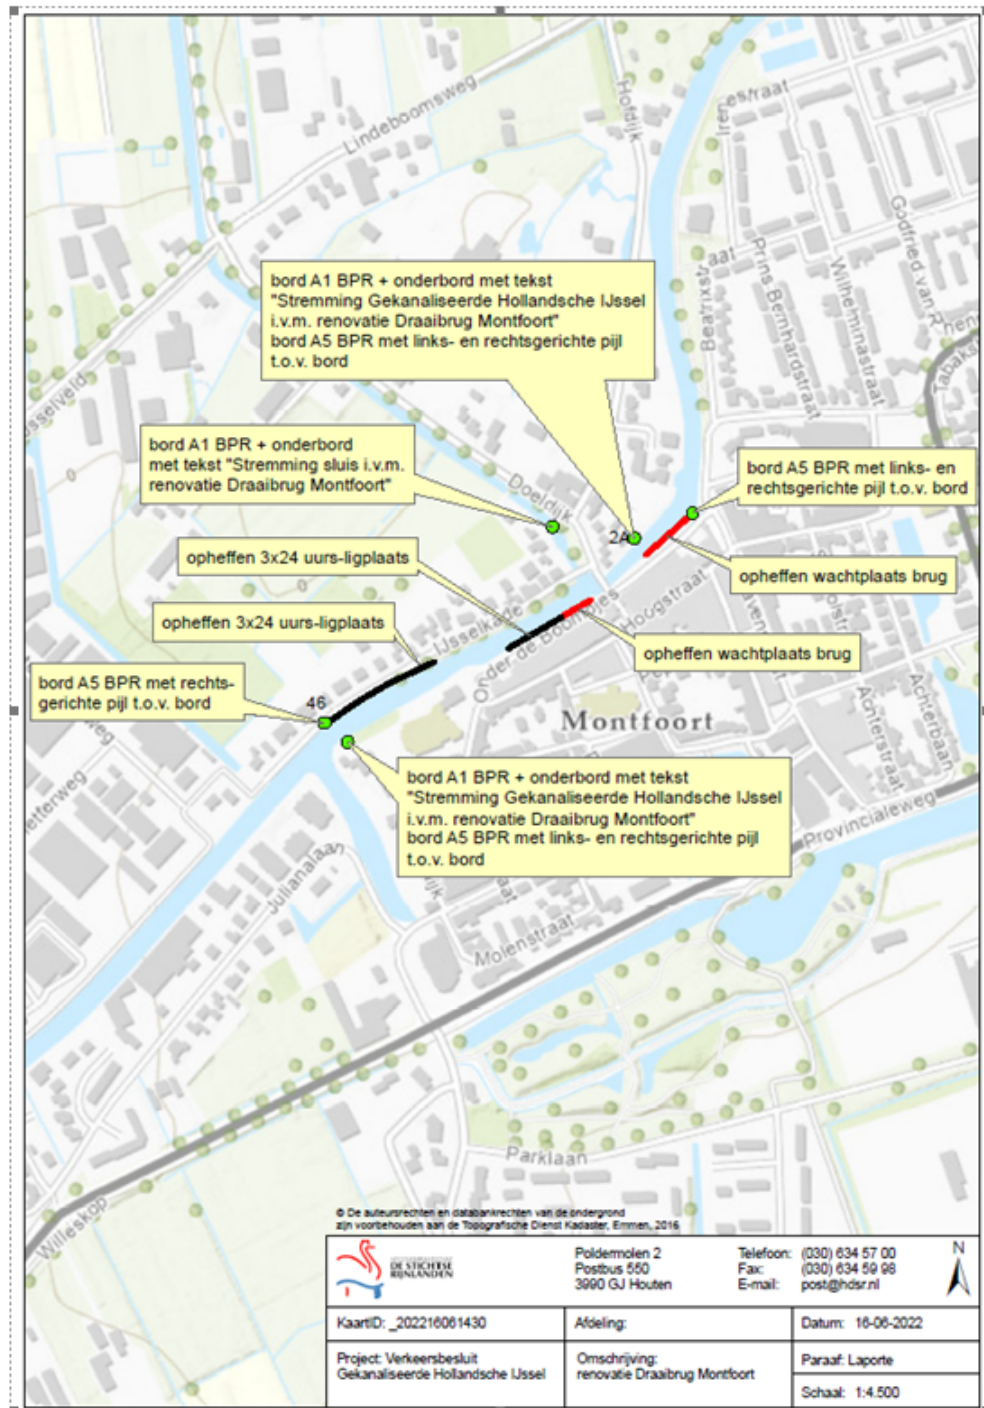 Lindeboomsweg
Hofdijk
Irenestraat
Godfried van
Rhen
Prins Bernhardstraat
Wilhelminastraat
Beatrixstraat
Tabakst
bord A1 BPR + onderbord met tekst
"Stremming Gekanaliseerde Hollandsche IJssel
i.v.m. renovatie Draaibrug Montfoort"
bord A5 BPR met links- en rechtsgerichte pijl
t.o.v. bord
sselveld
bord A1 BPR + onderbord
met tekst "Stremming sluis i.v.m.
renovatie Draaibrug Montfoort"
bord A5 BPR met links- en
rechtsgerichte pijl t.o.v. bord
Doeldijk
2A
opheffen 3x24 uurs-ligplaats
opheffen wachtplaats brug
opheffen 3x24 uurs-ligplaats
IJsselkade
Onder de Boompjes
Hoogstraat
opheffen wachtplaats brug
bord A5 BPR met rechts-
gerichte pijl t.o.v. bord
46
Montfoort
Achterstraat
Achterbaan
bord A1 BPR + onderbord met tekst
"Stremming Gekanaliseerde Hollandsche IJssel
i.v.m. renovatie Draaibrug Montfoort"
bord A5 BPR met links- en rechtsgerichte pijl
t.o.v. bord
etterweg
Provincialeweg
Julianalaan
wijk
aat
Molenstraat
Parklaan
Willeskop
© De auteursrechten en databankrechten van de ondergrond
zijn voorbehouden aan de Topografische Dienst Kadaster, Emmen, 2016
DE STICHTSE
RIJNLANDEN
Poldermolen 2
Postbus 550
3990 GJ Houten
Telefoon: (030) 634 57 00
Fax: (030) 634 59 98
E-mail: post@hdsr.nl
N
KaartID: _202216061430
Afdeling:
Datum: 16-06-2022
Project: Verkeersbesluit
Gekanaliseerde Hollandsche IJssel
Omschrijving:
renovatie Draaibrug Montfoort
Paraaf: Laporte
Schaal: 1:4.500